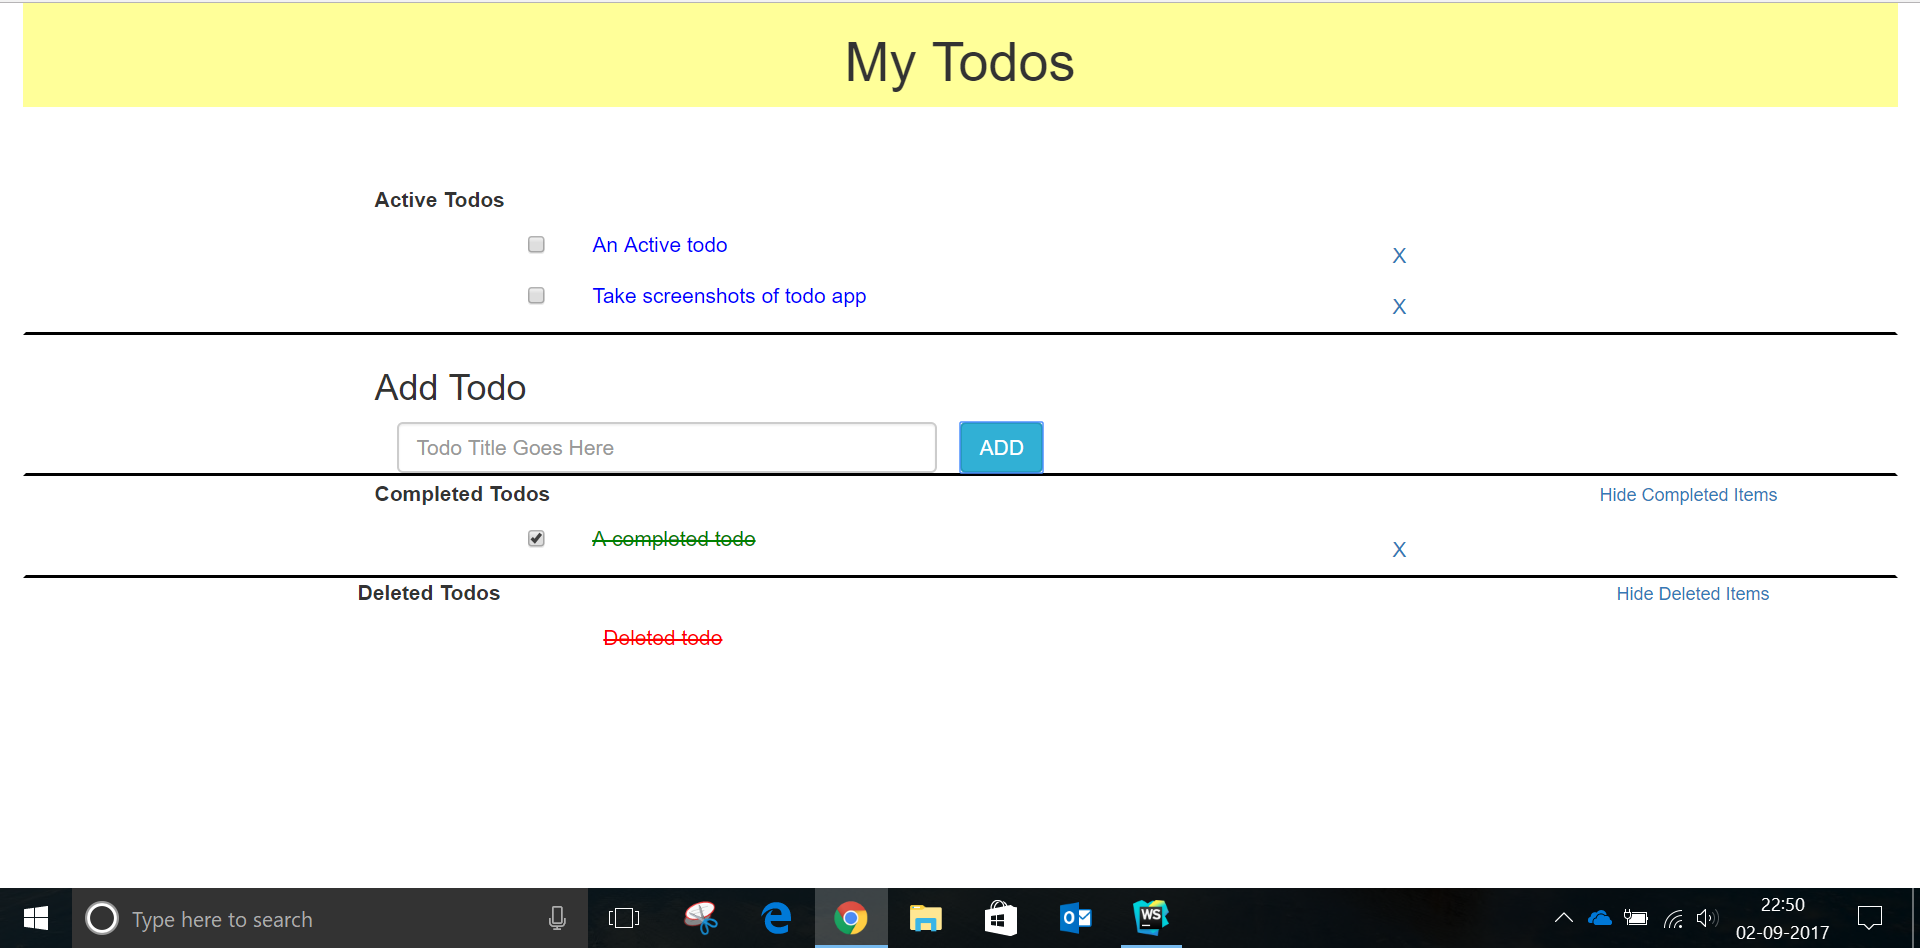 My Todos
Active Todos
An Active todo
X
Take screenshots of todo app
X
Add Todo
Todo Title Goes Here
ADD
Completed Todos
Hide Completed Items
A completed todo
X
Deleted Todos
Hide Deleted Items
Deleted todo
Type here to search
WS
22:50
02-09-2017